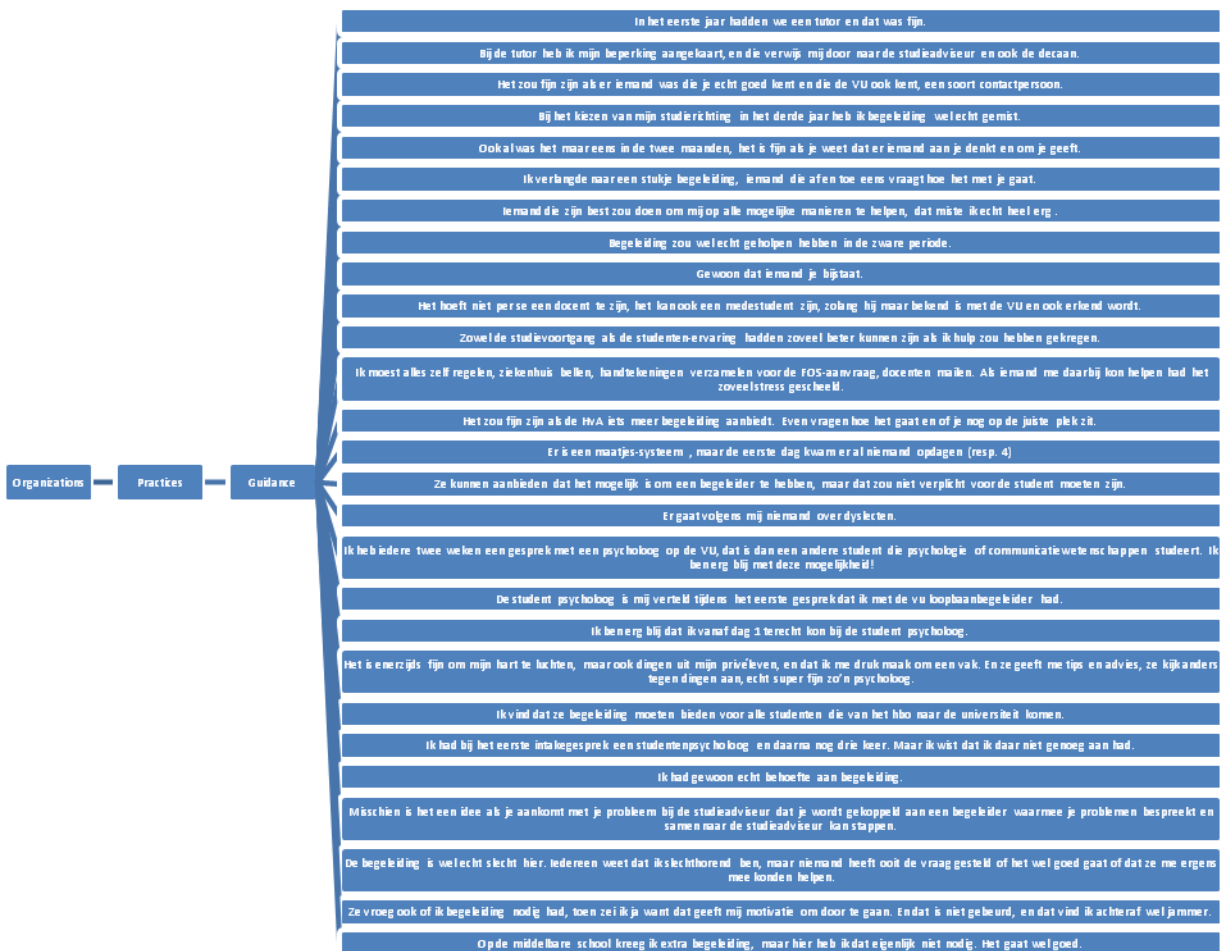 In het eerste jaar hadden we een tutor en dat was fijn.
Bij de tutor heb ik mijn beperking aangekaart, en die verwijs mij door naar de studieadviseur en ook de decaan.
Het zou fijn zijn als er iemand was die je echt goed kent en die de VU ook kent, een soort contactpersoon.
Bij het kiezen van mijn studierichting in het derde jaar heb ik begeleiding wel echt gemist.
Ook al was het maar eens in de twee maanden, het is fijn als je weet dat er iemand aan je denkt en om je geeft.
Ik verlangde naar een stukje begeleiding, iemand die af en toe eens vraagt hoe het met je gaat.
Iemand die zijn best zou doen om mij op alle mogelijke manieren te helpen, dat miste ik echt heel erg .
Begeleiding zou wel echt geholpen hebben in de zware periode.
Gewoon dat iemand je bijstaat.
Het hoeft niet per se een docent te zijn, het kan ook een medestudent zijn, zolang hij maar bekend is met de VU en ook erkend wordt.
Zowel de studievoortgang als de studenten-ervaring hadden zoveel beter kunnen zijn als ik hulp zou hebben gekregen.
Ik moest alles zelf regelen, ziekenhuis bellen, handtekeningen verzamelen voor de FOS-aanvraag, docenten mailen. Als iemand me daarbij kon helpen had het
zoveel stress gescheeld.
Het zou fijn zijn als de HvA iets meer begeleiding aanbiedt. Even vragen hoe het gaat en of je nog op de juiste plek zit.
Er is een maatjes-systeem , maar de eerste dag kwam er al niemand opdagen (resp. 4)
Organizations
Practices
Guidance
Ze kunnen aanbieden dat het mogelijk is om een begeleider te hebben, maar dat zou niet verplicht voor de student moeten zijn.
Er gaat volgens mij niemand over dyslecten.
Ik heb iedere twee weken een gesprek met een psycholoog op de VU, dat is dan een andere student die psychologie of communicatiewetenschappen studeert. Ik
ben erg blij met deze mogelijkheid!
De student psycholoog is mij verteld tijdens het eerste gesprek dat ik met de vu loopbaanbegeleider had.
Ik ben erg blij dat ik vanaf dag 1 terecht kon bij de student psycholoog.
Het is enerzijds fijn om mijn hart te luchten, maar ook dingen uit mijn privéleven, en dat ik me druk maak om een vak. En ze geeft me tips en advies, ze kijk anders
tegen dingen aan, echt super fijn zo'n psycholoog.
Ik vind dat ze begeleiding moeten bieden voor alle studenten die van het hbo naar de universiteit komen.
Ik had bij het eerste intakegesprek een studentenpsycholoog en daarna nog drie keer. Maar ik wist dat ik daar niet genoeg aan had.
Ik had gewoon echt behoefte aan begeleiding.
Misschien is het een idee als je aankomt met je probleem bij de studieadviseur dat je wordt gekoppeld aan een begeleider waarmee je problemen bespreekt en
samen naar de studieadviseur kan stappen.
De begeleiding is wel echt slecht hier. Iedereen weet dat ik slechthorend ben, maar niemand heeft ooit de vraag gesteld of het wel goed gaat of dat ze me ergens
mee konden helpen.
Ze vroeg ook of ik begeleiding nodig had, toen zei ik ja want dat geeft mij motivatie om door te gaan. En dat is niet gebeurd, en dat vind ik achteraf wel jammer.
Op de middelbare school kreeg ik extra begeleiding, maar hier heb ik dat eigenlijk niet nodig. Het gaat wel goed.